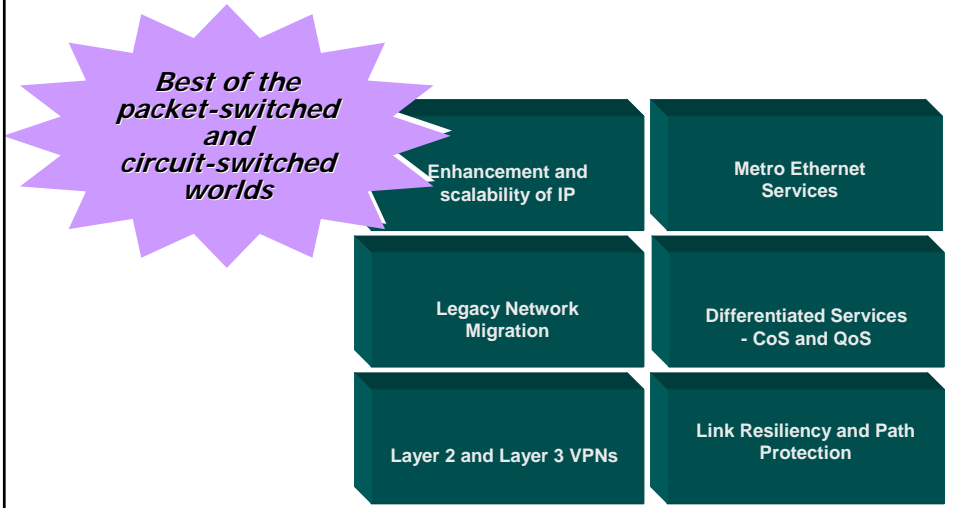 Best of the
packet-switched
and
circuit-switched
worlds
Enhancement and
scalability of IP
Metro Ethernet
Services
Legacy Network
Migration
Differentiated Services
- CoS and QoS
Layer 2 and Layer 3 VPNs
Link Resiliency and Path
Protection